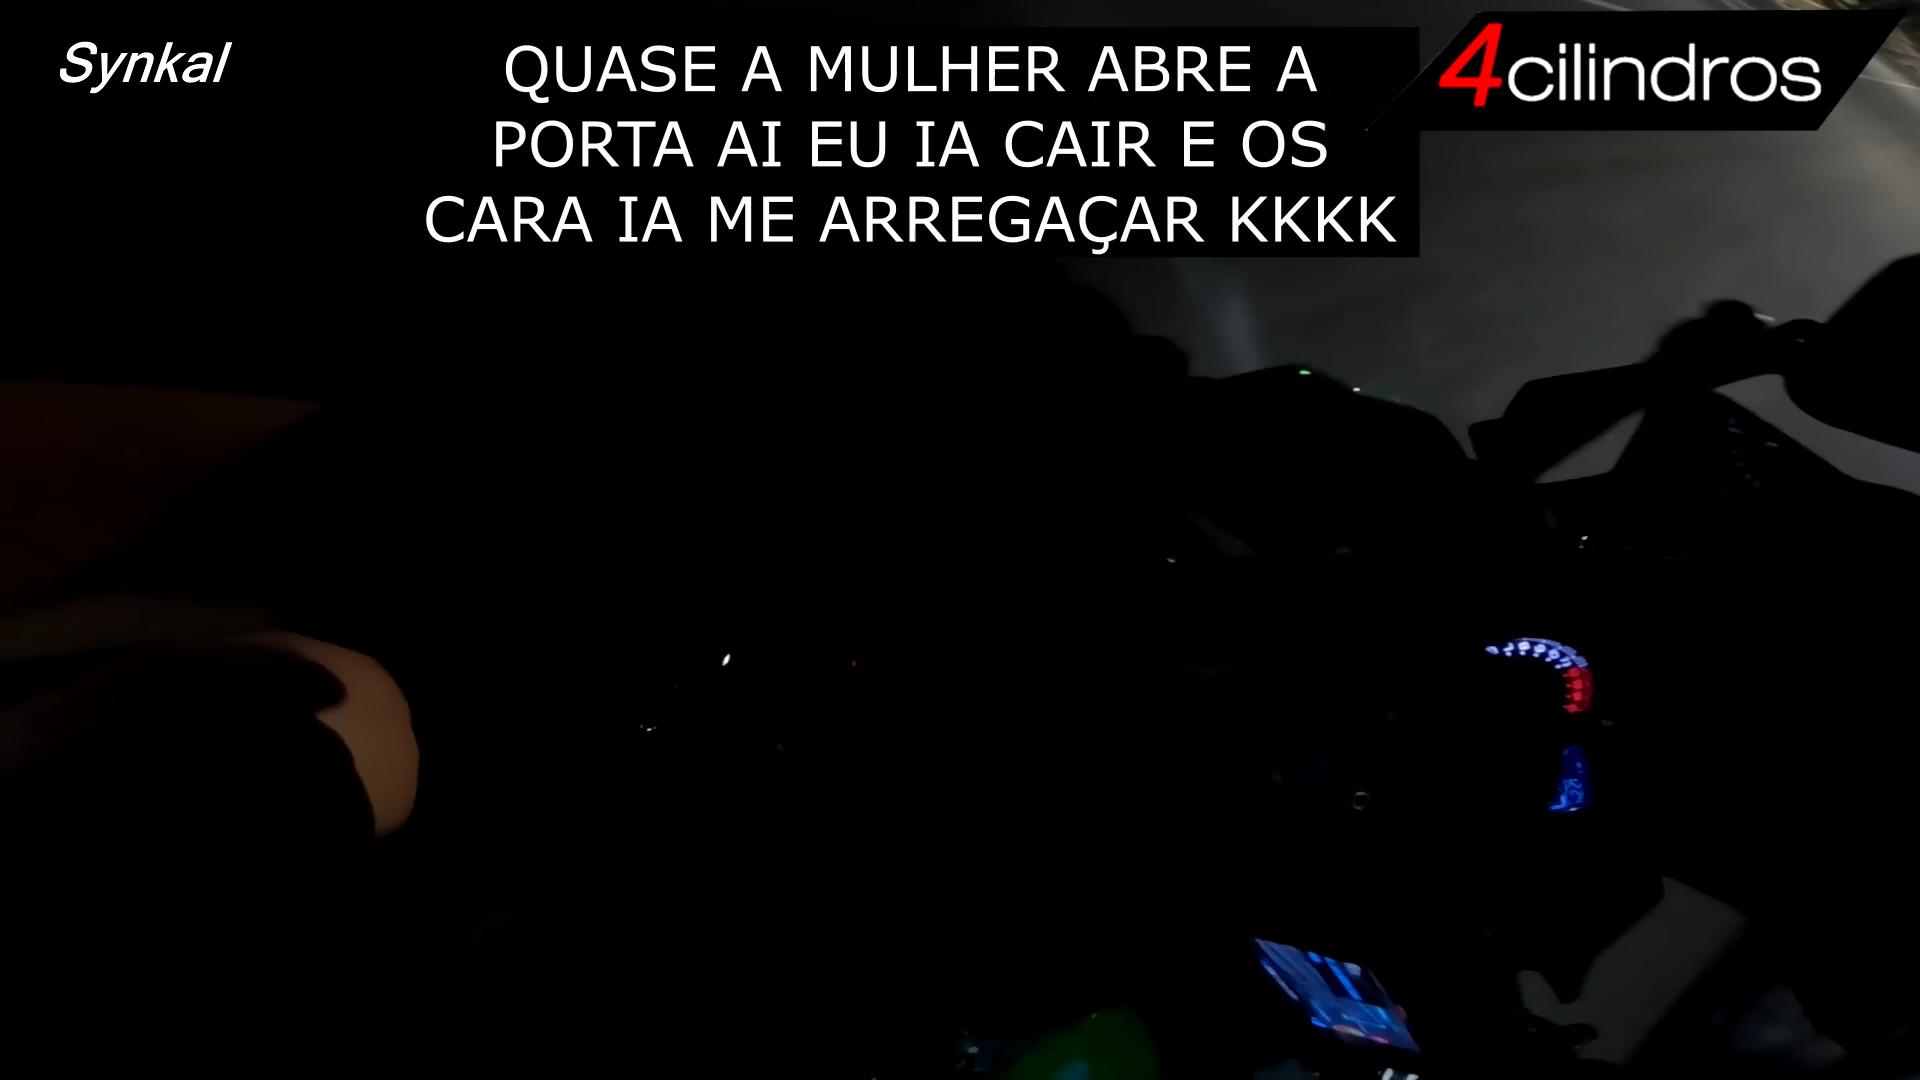 Synkal
QUASE A MULHER ABRE A
PORTA AI EU IA CAIR E OS
CARA IA ME ARREGAÇAR KKKK
4cilindros